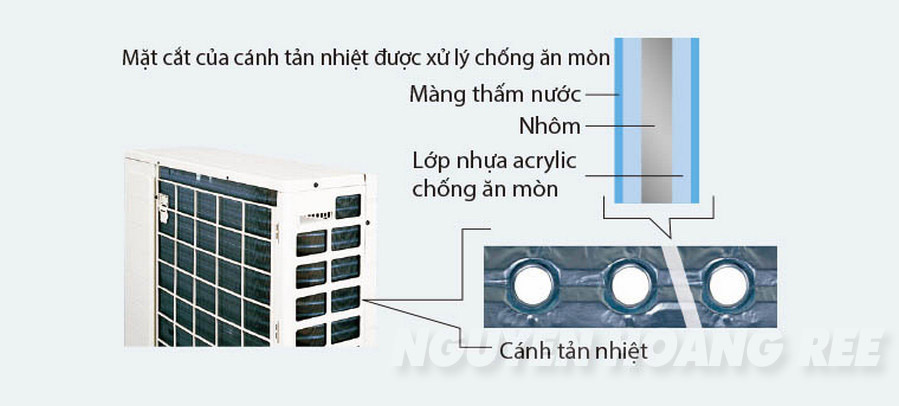 Mặt cắt của cánh tản nhiệt được xử lý chống ăn mòn
Màng thấm nước
Nhôm
Lớp nhựa acrylic
chống ăn mòn
Cánh tản nhiệt
NGUYEN HOANG REE